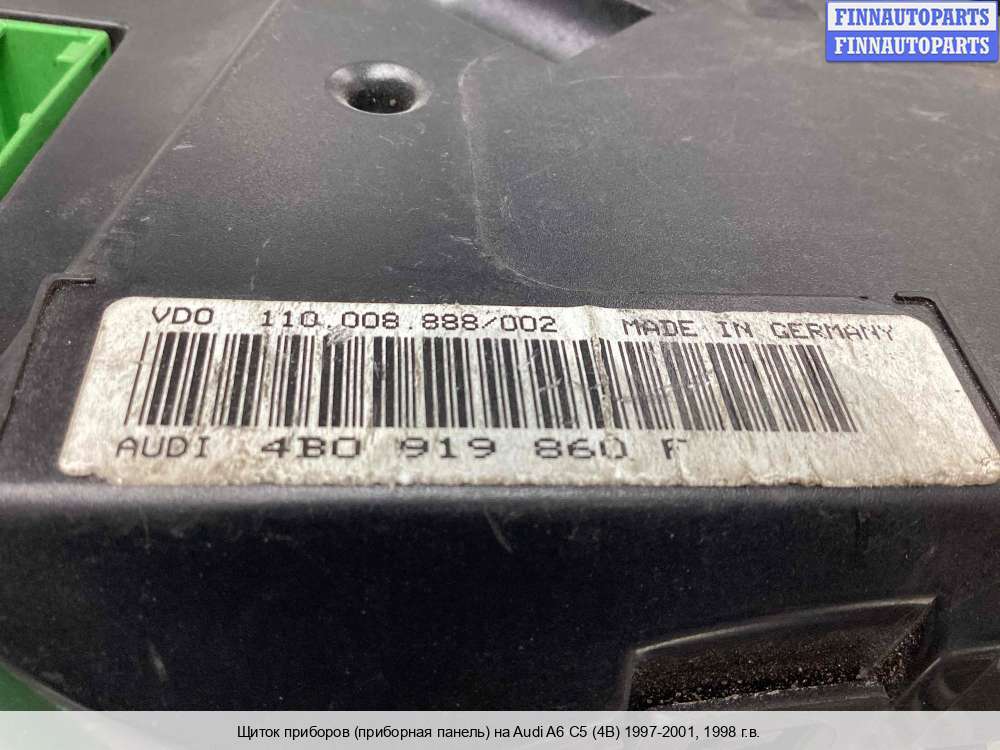 FINNAUTOPARTS
FINNAUTOPARTS
VDO 110.008.888/002 MADE IN GERMANY
AUDI 4B0 919 860
Щиток приборов (приборная панель) на Audi A6 C5 (4B) 1997-2001, 1998 г.в.